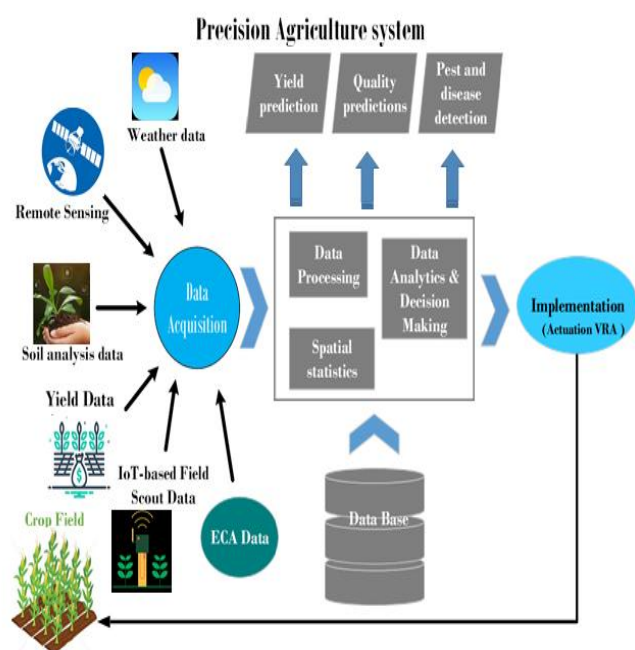 Precision Agriculture system
Yield
prediction
Quality
predictions
Pest and
disease
detection
Weather data
Remote Sensing
Data
Acquisition
Data
Processing
Data
Analytics &
Decision
Making
Spatial
statistics
Implementation
(Actuation VRA )
Soil analysis data
Yield Data
$
IoT-based Field
Scout Data
ECA Data
Data Base
Crop Field